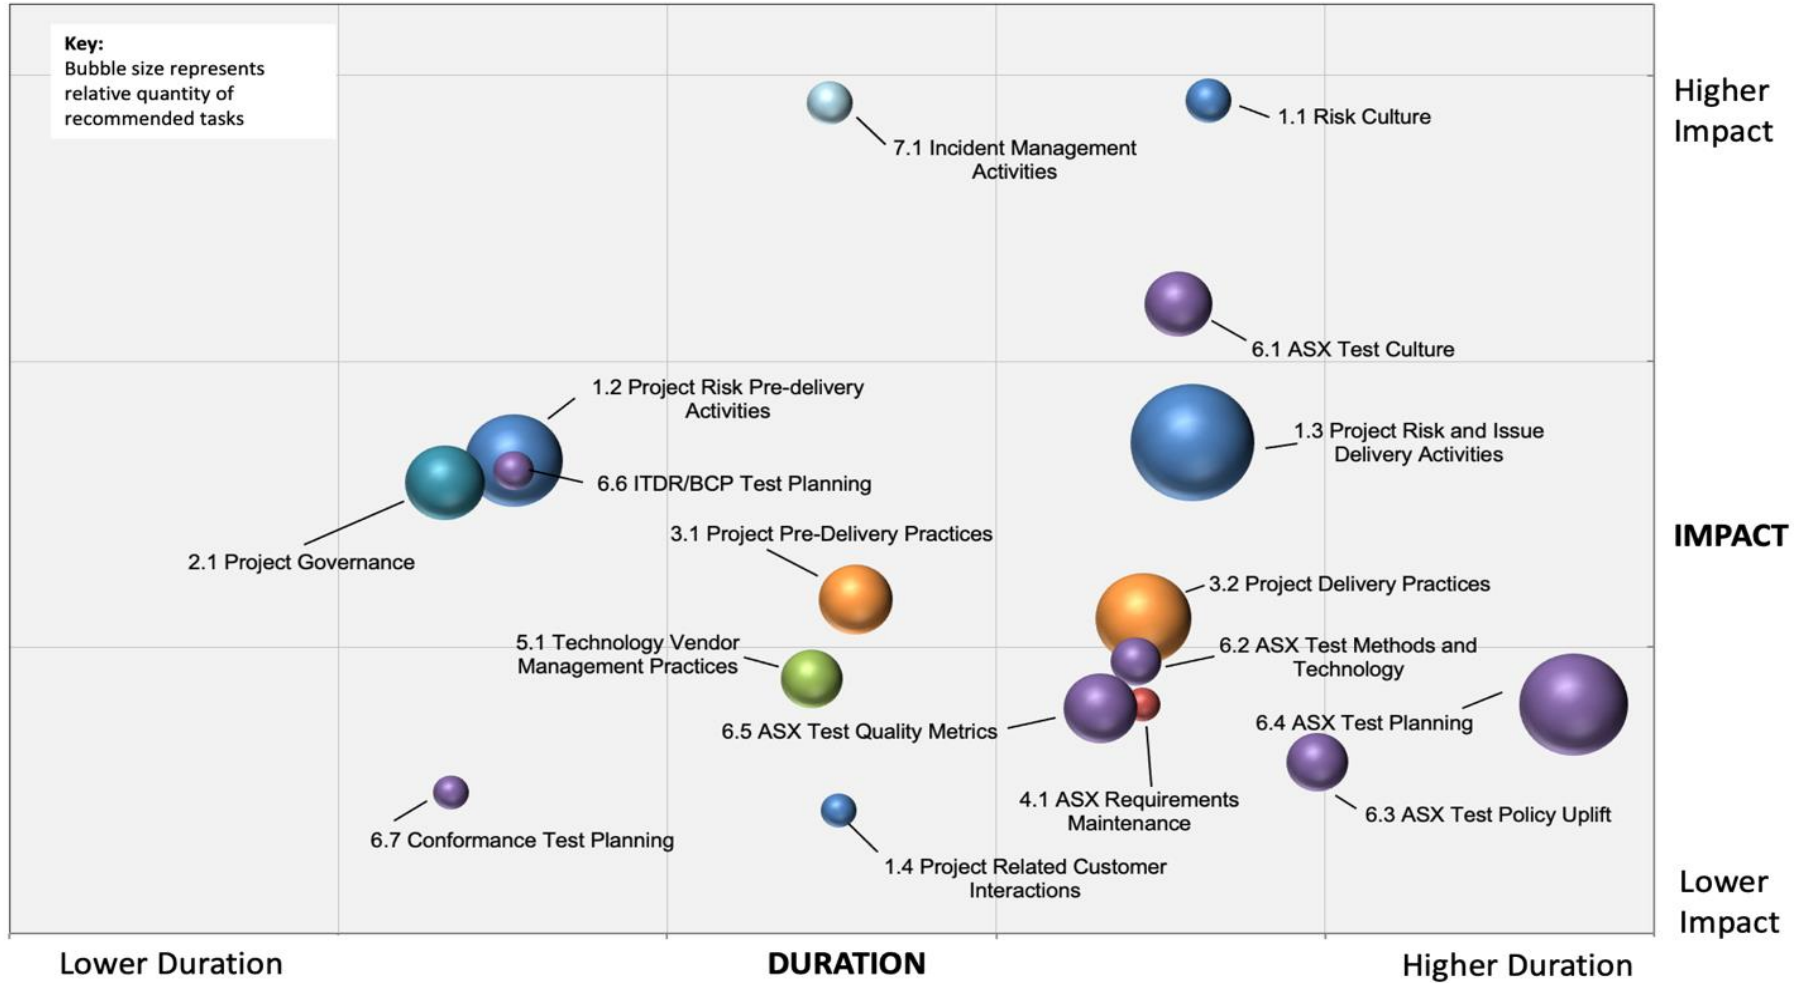 Key:
Bubble size represents
relative quantity of
recommended tasks
Higher
Impact
1.1 Risk Culture
7.1 Incident Management
Activities
6.1 ASX Test Culture
1.2 Project Risk Pre-delivery
Activities
1.3 Project Risk and Issue
Delivery Activities
6.6 ITDR/BCP Test Planning
2.1 Project Governance
3.1 Project Pre-Delivery Practices
IMPACT
3.2 Project Delivery Practices
5.1 Technology Vendor
Management Practices
6.2 ASX Test Methods and
Technology
6.5 ASX Test Quality Metrics
6.4 ASX Test Planning
4.1 ASX Requirements
Maintenance
6.3 ASX Test Policy Uplift
6.7 Conformance Test Planning
1.4 Project Related Customer
Interactions
Lower
Impact
Lower Duration
DURATION
Higher Duration